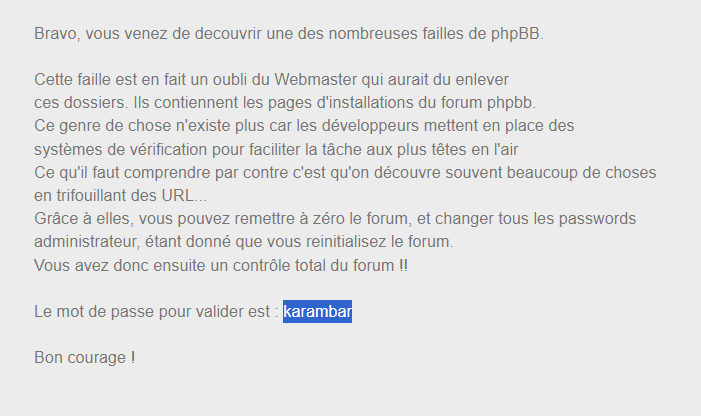 Bravo, vous venez de decouvrir une des nombreuses failles de phpBB.
Cette faille est en fait un oubli du Webmaster qui aurait du enlever
ces dossiers. Ils contiennent les pages d'installations du forum phpbb.
Ce genre de chose n'existe plus car les développeurs mettent en place des
systèmes de vérification pour faciliter la tâche aux plus têtes en l'air
Ce qu'il faut comprendre par contre c'est qu'on découvre souvent beaucoup de choses
en trifouillant des URL...
Grâce à elles, vous pouvez remettre à zéro le forum, et changer tous les passwords
administrateur, étant donné que vous reinitialisez le forum.
Vous avez donc ensuite un contrôle total du forum !!
Le mot de passe pour valider est : karambar
Bon courage !